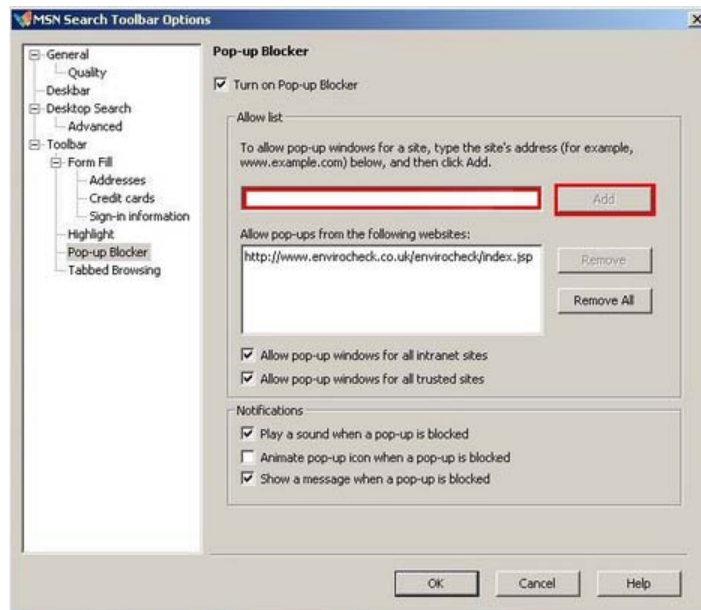 MSN Search Toolbar Options
General
Quality
Deskbar
Desktop Search
Advanced
Toolbar
Form Fill
Addresses
Credit cards
Sign-in information
Highlight
Pop-up Blocker
Tabbed Browsing
Pop-up Blocker
Turn on Pop-up Blocker
Allow list
To allow pop-up windows for a site, type the site's address (for example,
www.example.com) below, and then click Add.
Add
Allow pop-ups from the following websites:
http://www.envirocheck.co.uk/envirocheck/index.jsp
Remove
Remove All
Allow pop-up windows for all intranet sites
Allow pop-up windows for all trusted sites
Notifications
Play a sound when a pop-up is blocked
Animate pop-up icon when a pop-up is blocked
Show a message when a pop-up is blocked
OK
Cancel
Help